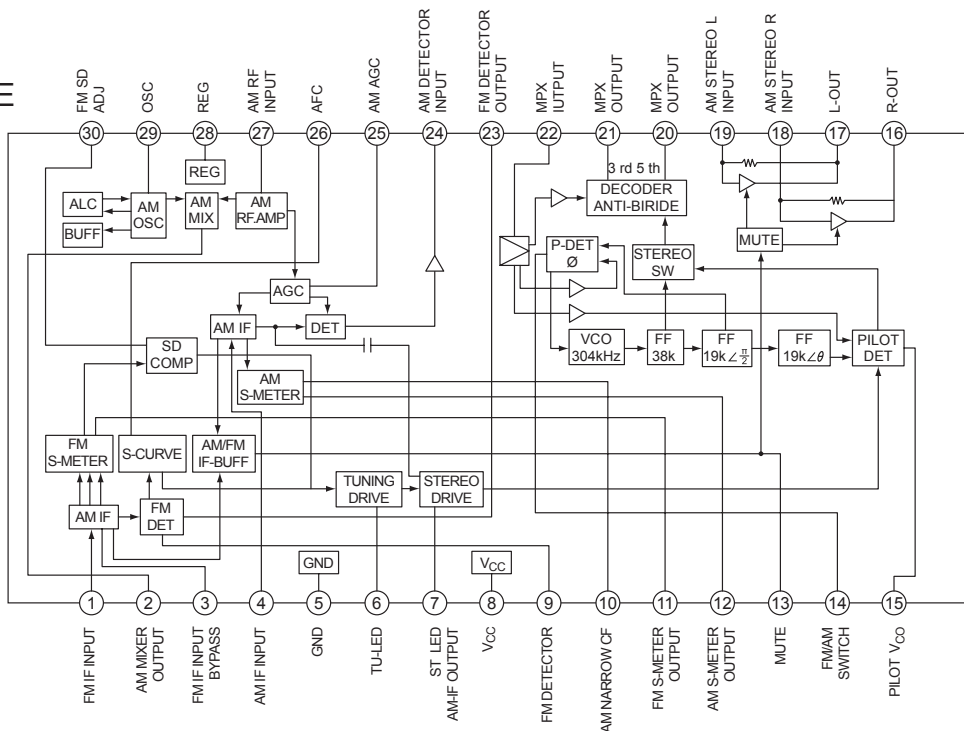 FM SD
ADJ
OSC
REG
AM RF
INPUT
AFC
AM AGC
AM DETECTOR
INPUT
FM DETECTOR
OUTPUT
MPX
IUTPUT
MPX
OUTPUT
MPX
OUTPUT
AM STEREO L
INPUT
AM STEREO R
INPUT
L-OUT
R-OUT
30
29
28
27
26
25
24
23
22
21
20
19
18
17
16
REG
3 rd 5 th
ALC
AM
OSC
AM
MIX
AM
RF.AMP
DECODER
ANTI-BIRIDE
BUFF
MUTE
P-DET
Ø
STEREO
SW
AGC
AM IF
DET
SD
COMP
VCO
304kHz
FF
38k
FF
19k∠π/2
FF
19k∠θ
PILOT
DET
AM
S-METER
FM
S-METER
S-CURVE
AM/FM
IF-BUFF
TUNING
DRIVE
STEREO
DRIVE
AM IF
FM
DET
GND
VCC
1
2
3
4
5
6
7
8
9
10
11
12
13
14
15
FM IF INPUT
AM MIXER
OUTPUT
FM IF INPUT
BYPASS
AM IF INPUT
GND
TU-LED
ST LED
AM-IF OUTPUT
VCC
FM DETECTOR
AM NARROW CF
FM S-METER
OUTPUT
AM S-METER
OUTPUT
MUTE
FM/AM
SWITCH
PILOT VCO